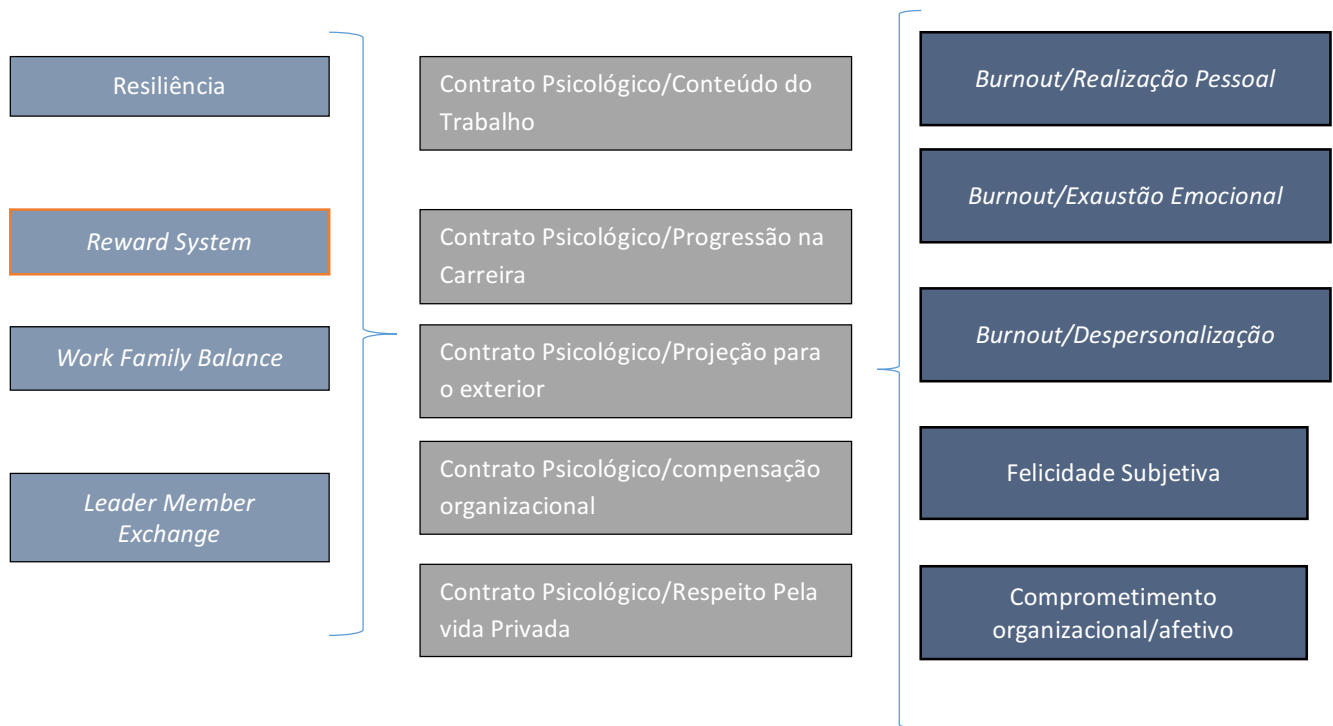 Resiliência
Reward System
Work Family Balance
Leader Member
Exchange
Contrato Psicológico/Conteúdo do
Trabalho
Contrato Psicológico/Progressão na
Carreira
Contrato Psicológico/Projeção para
o exterior
Contrato Psicológico/compensação
organizacional
Contrato Psicológico/Respeito Pela
vida Privada
Burnout/Realização Pessoal
Burnout/Exaustão Emocional
Burnout/Despersonalização
Felicidade Subjetiva
Comprometimento
organizacional/afetivo